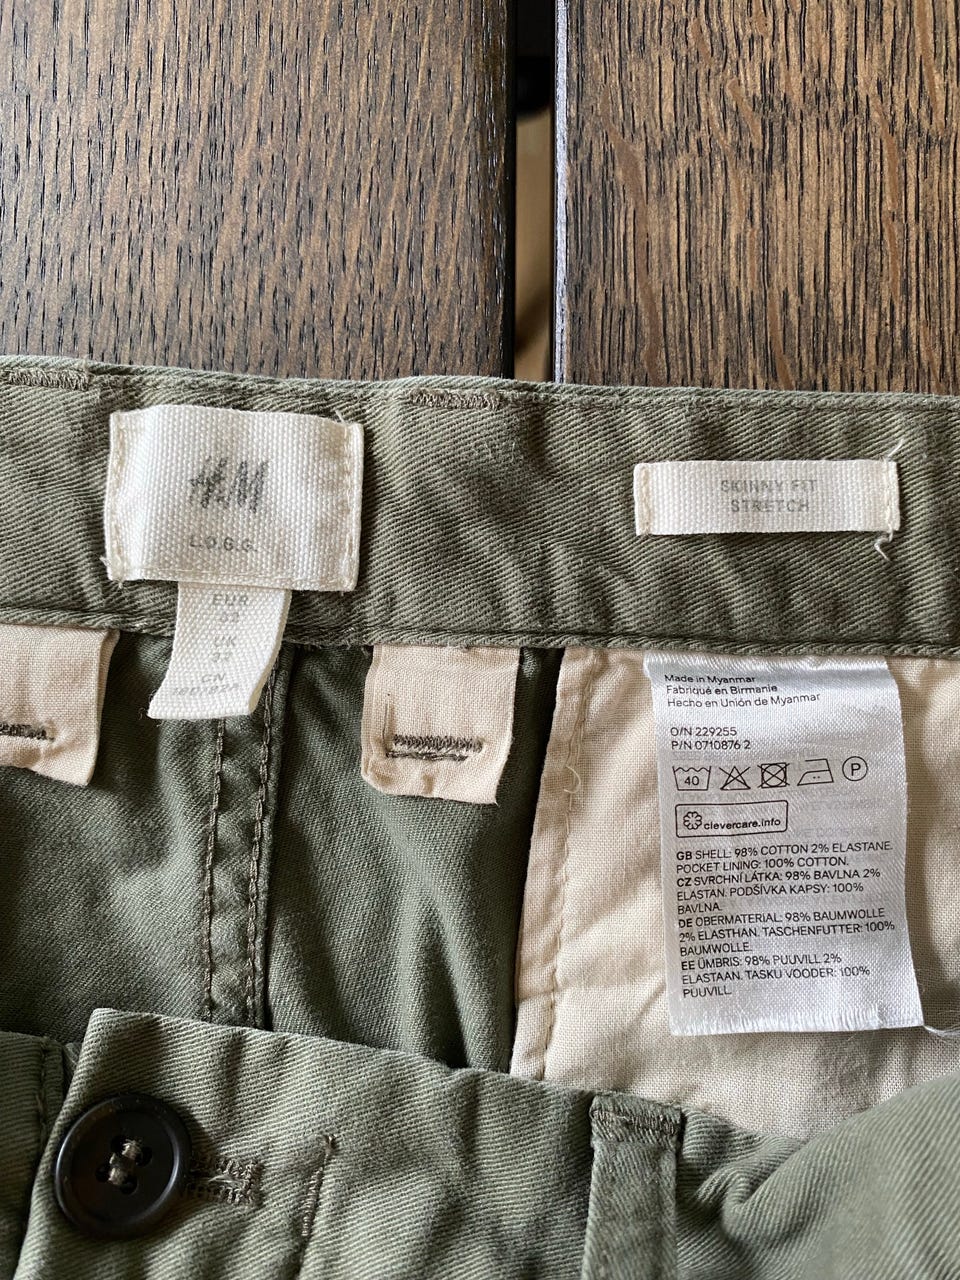 H&M
L.O.G.G.
EUR
32
UK
32
CN
SKINNY FIT
STRETCH
Made in Myanmar
Fabriqué en Birmanie
Hecho en Unión de Myanmar
O/N 229255
P/N 0710876 2
40
P
clevercare.info
GB SHELL: 98% COTTON 2% ELASTANE.
POCKET LINING: 100% COTTON.
CZ SVRCHNÍ LÁTKA: 98% BAVLNA 2%
ELASTAN. PODŠÍVKA KAPSY: 100%
BAVLNA.
DE OBERMATERIAL: 98% BAUMWOLLE
2% ELASTHAN. TASCHENFUTTER: 100%
BAUMWOLLE.
EE ÜMBRIS: 98% PUUVILL 2%
ELASTAAN. TASKU VOODER: 100%
PUUVILL.